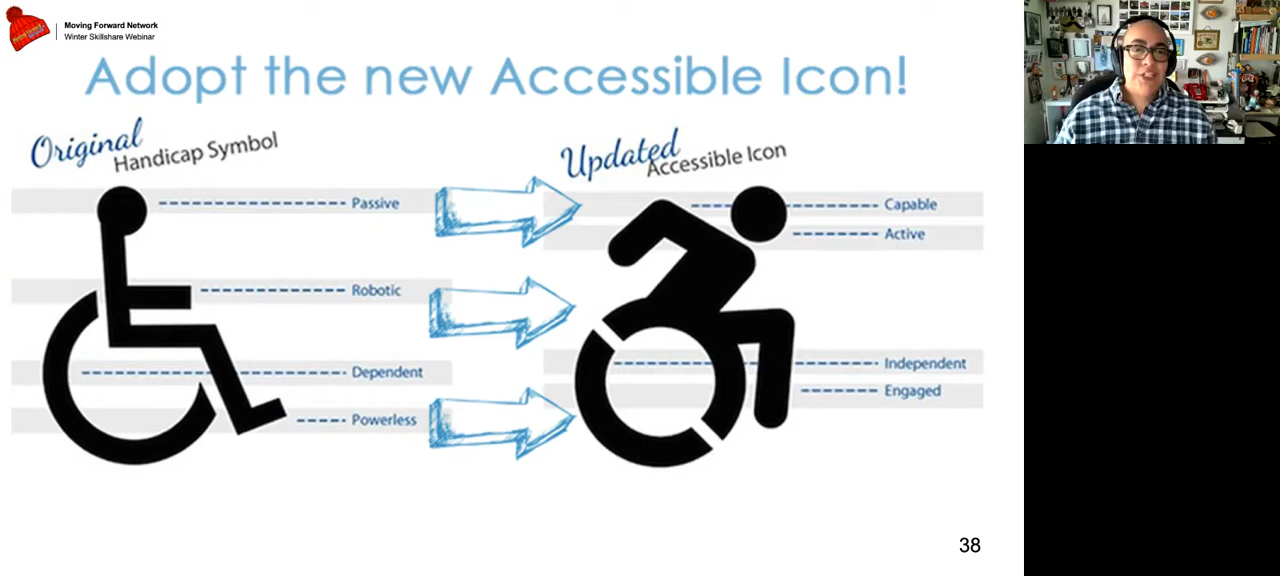 Moving Forward Network
Winter Skillshare Webinar
Adopt the new Accessible Icon!
Original
Handicap Symbol
Passive
Robotic
Dependent
Powerless
Updated
Accessible Icon
Capable
Active
Independent
Engaged
38